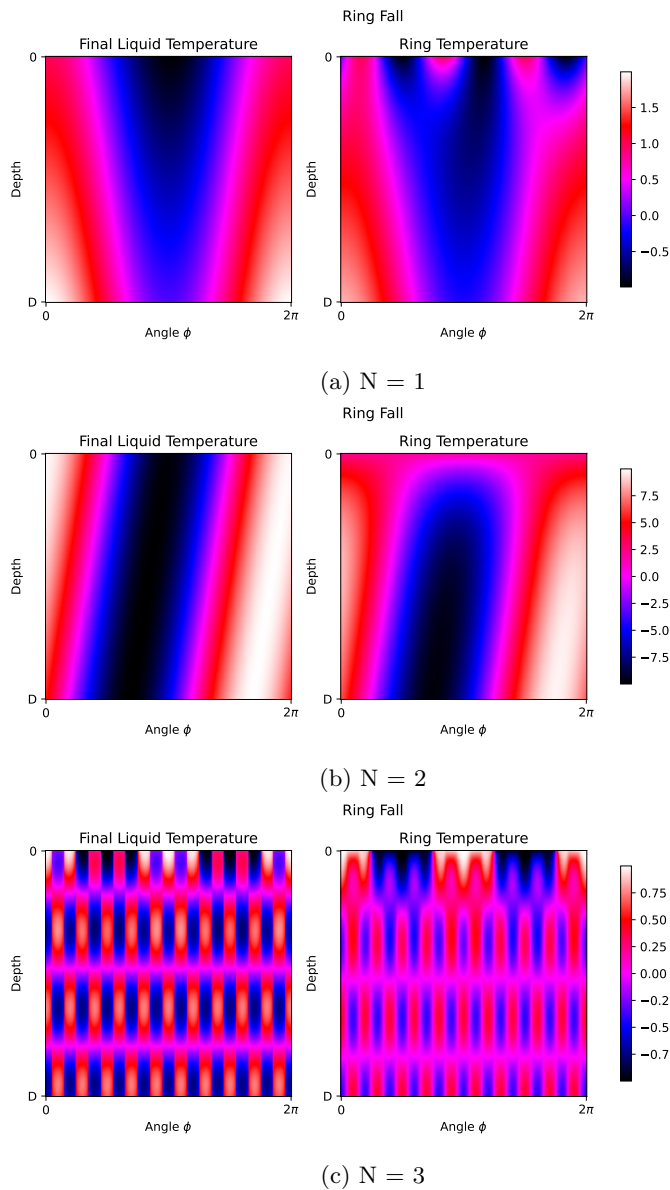 Ring Fall
Final Liquid Temperature
Ring Temperature
0
Depth
D
0
2π
Angle ϕ
Depth
0
2π
Angle ϕ
1.5
1.0
0.5
0.0
−0.5
(a) N = 1
Ring Fall
Final Liquid Temperature
Ring Temperature
0
Depth
D
0
2π
Angle ϕ
0
Depth
D
0
2π
Angle ϕ
7.5
5.0
2.5
0.0
−2.5
−5.0
−7.5
(b) N = 2
Ring Fall
Final Liquid Temperature
Ring Temperature
0
Depth
D
0
2π
Angle ϕ
0
Depth
D
0
2π
Angle ϕ
0.75
0.50
0.25
0.00
−0.2
−0.5
−0.7
(c) N = 3